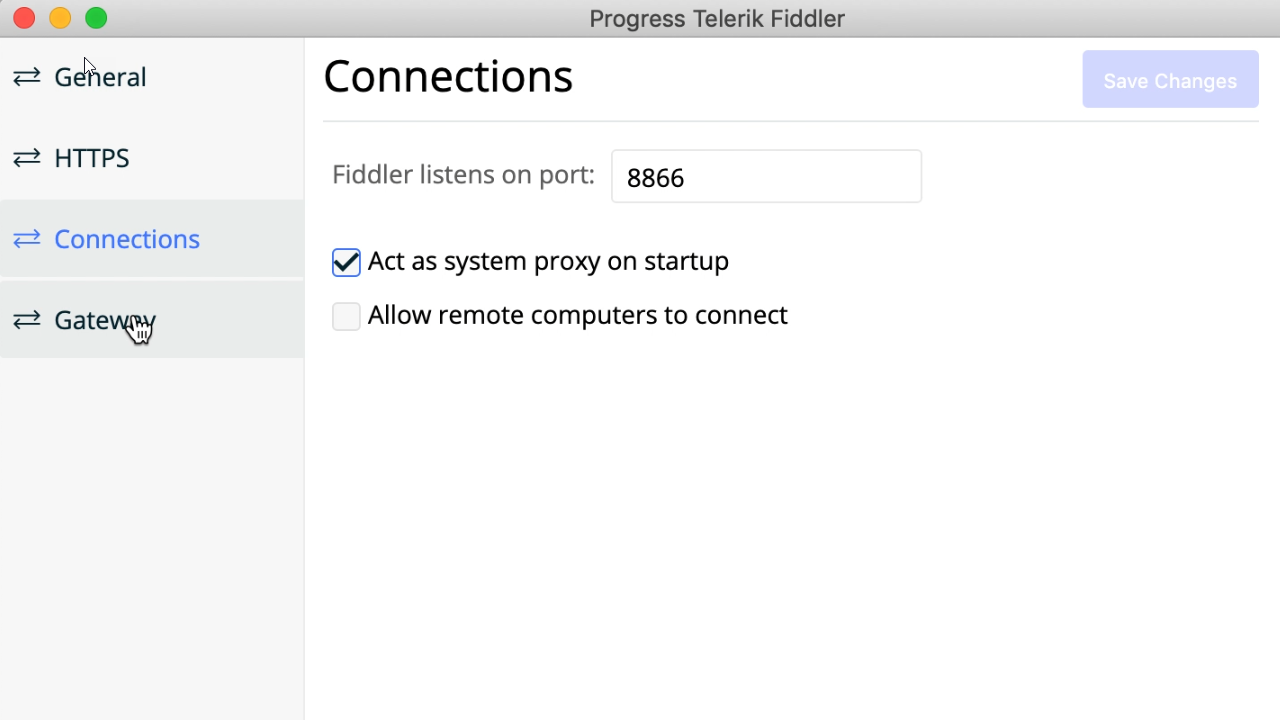 Progress Telerik Fiddler
General
HTTPS
Connections
Gateway
Connections
Save Changes
Fiddler listens on port: 8866
Act as system proxy on startup
Allow remote computers to connect